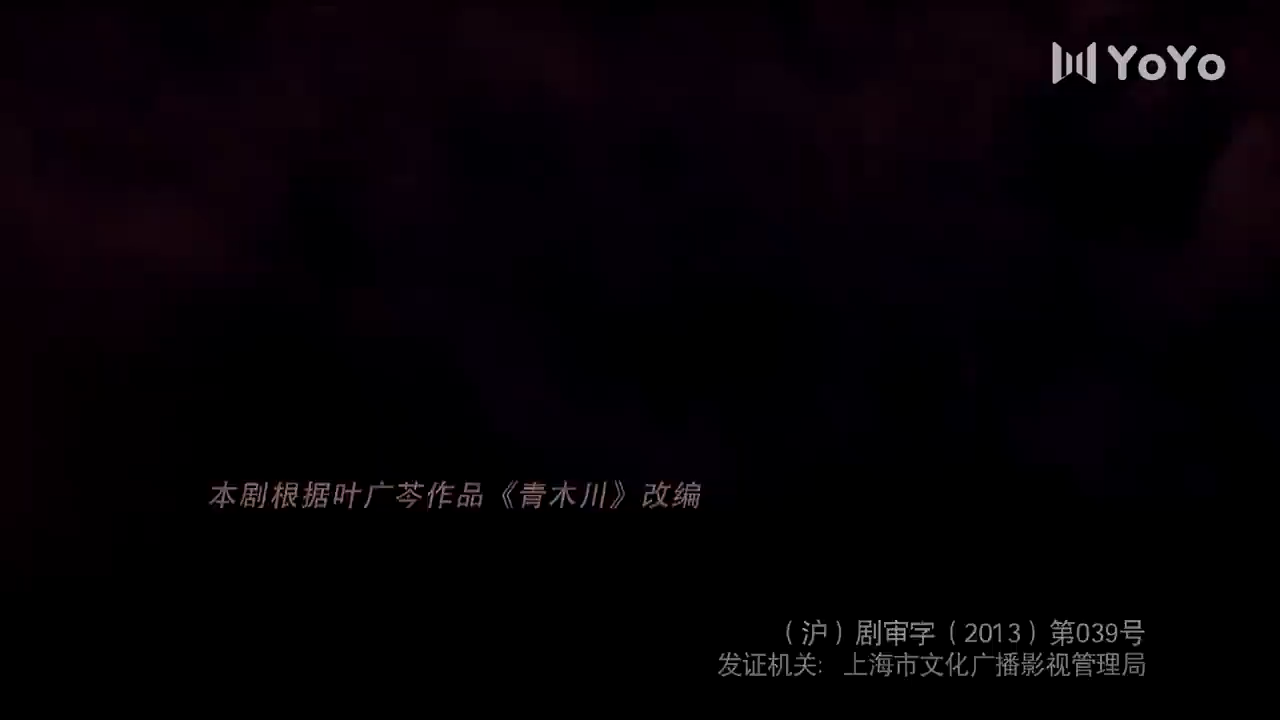 YoYo
本剧根据叶广芩作品《青木川》改编
（沪）剧审字（2013）第039号
发证机关: 上海市文化广播影视管理局